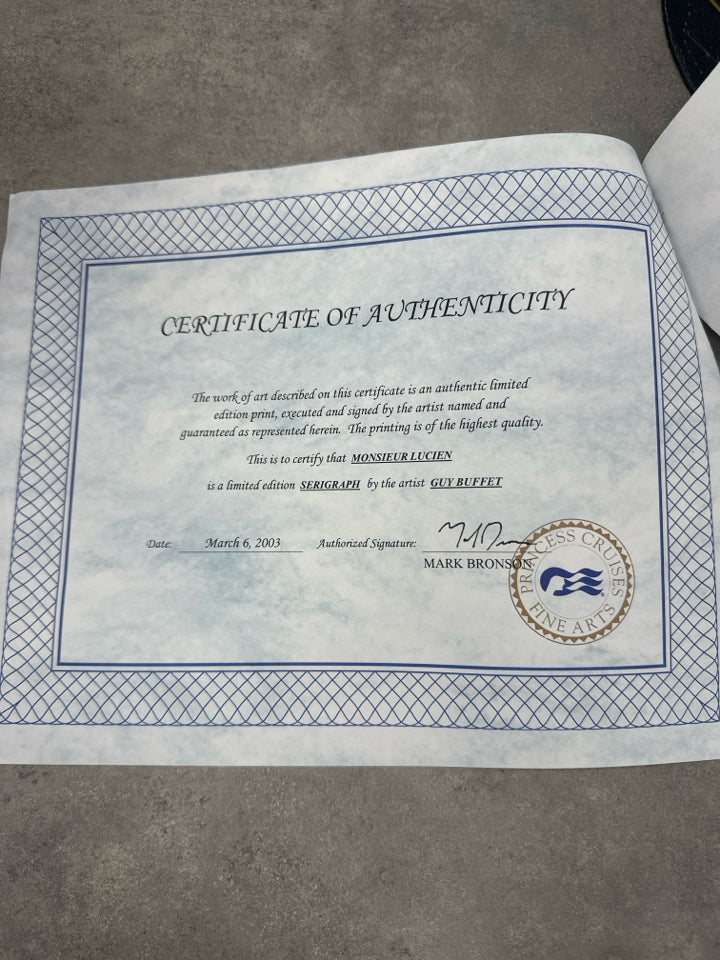 CERTIFICATE OF AUTHENTICITY
The work of art described on this certificate is an authentic limited
edition print, executed and signed by the artist named and
guaranteed as represented herein. The printing is of the highest quality.
This is to certify that MONSIEUR LUCIEN
is a limited edition SERIGRAPH by the artist GUY BUFFET
Date: March 6, 2003 Authorized Signature:
MARK BRONSON
PRINCESS CRUISES
FINE ARTS